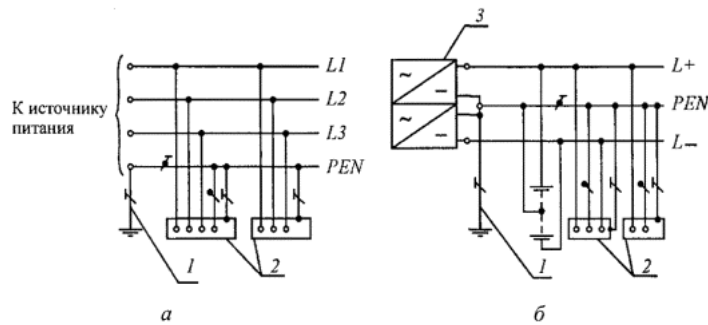 3
L1
L+
L2
PEN
К источнику
питания
L3
L−
PEN
1
2
1
2
а
б